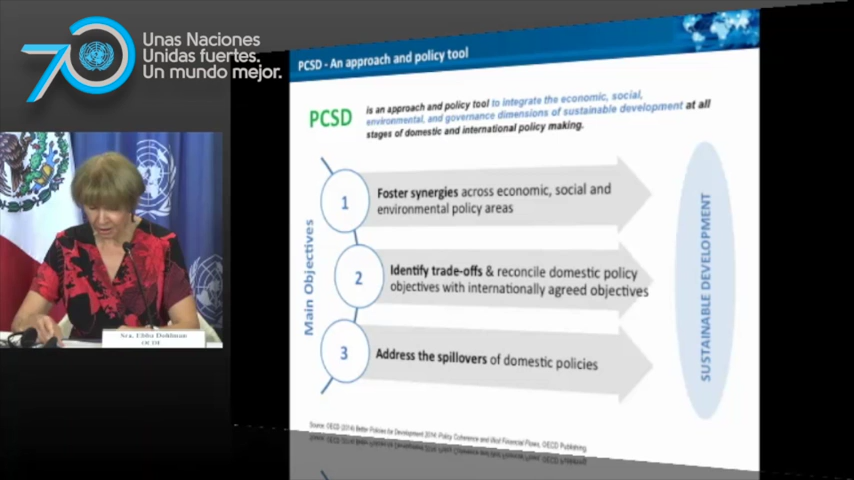 70
Unas Naciones
Unidas fuertes.
Un mundo mejor.
PCSD - An approach and policy tool
PCSD
is an approach and policy tool to integrate the economic, social,
environmental, and governance dimensions of sustainable development at all
stages of domestic and international policy making.
Main Objectives
1
Foster synergies across economic, social and
environmental policy areas
2
Identify trade-offs & reconcile domestic policy
objectives with internationally agreed objectives
3
Address the spillovers of domestic policies
SUSTAINABLE DEVELOPMENT
Source: OECD (2014) Better Policies for Development 2014: Policy Coherence and Illicit Financial Flows, OECD Publishing.
Sra. Ebba Dohlman
OCDE